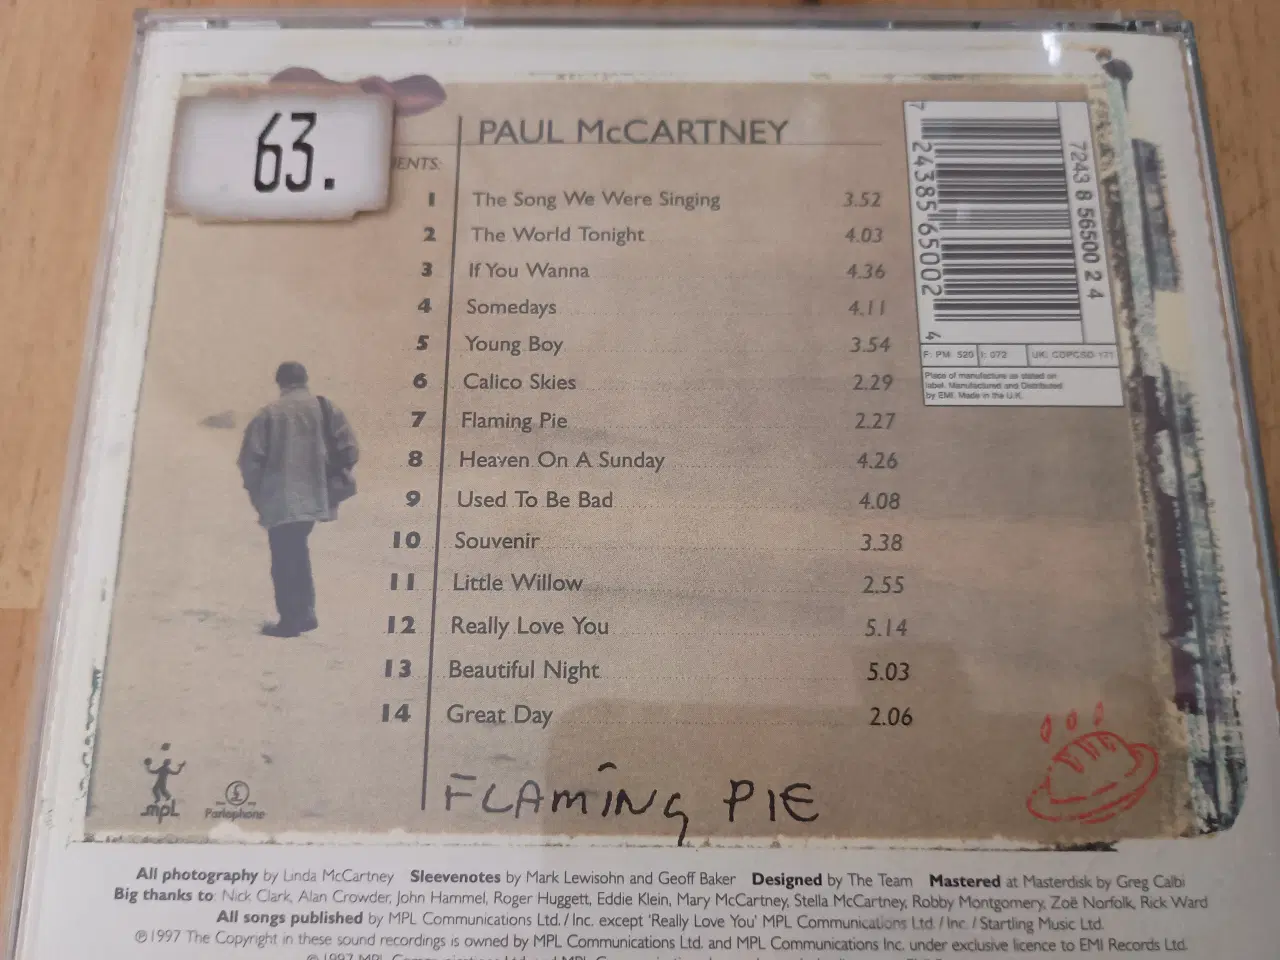 63.
ENTS:
PAUL McCARTNEY
1 The Song We Were Singing 3.52
2 The World Tonight 4.03
3 If You Wanna 4.36
4 Somedays 4.11
5 Young Boy 3.54
6 Calico Skies 2.29
7 Flaming Pie 2.27
8 Heaven On A Sunday 4.26
9 Used To Be Bad 4.08
10 Souvenir 3.38
11 Little Willow 2.55
12 Really Love You 5.14
13 Beautiful Night 5.03
14 Great Day 2.06
7 24385 65002 4
7243 8 56500 2 4
F: PM 520 I: 072 UK: CDPCSD 171
Place of manufacture as stated on
label. Manufactured and Distributed
by EMI. Made in the U.K.
mpL
£
Parlophone
FLAMING PIE
All photography by Linda McCartney Sleevenotes by Mark Lewisohn and Geoff Baker Designed by The Team Mastered at Masterdisk by Greg Calbi
Big thanks to: Nick Clark, Alan Crowder, John Hammel, Roger Huggett, Eddie Klein, Mary McCartney, Stella McCartney, Robby Montgomery, Zoë Norfolk, Rick Ward
All songs published by MPL Communications Ltd. / Inc. except 'Really Love You' MPL Communications Ltd. / Inc. / Startling Music Ltd.
℗1997 The Copyright in these sound recordings is owned by MPL Communications Ltd. and MPL Communications Inc. under exclusive licence to EMI Records Ltd.